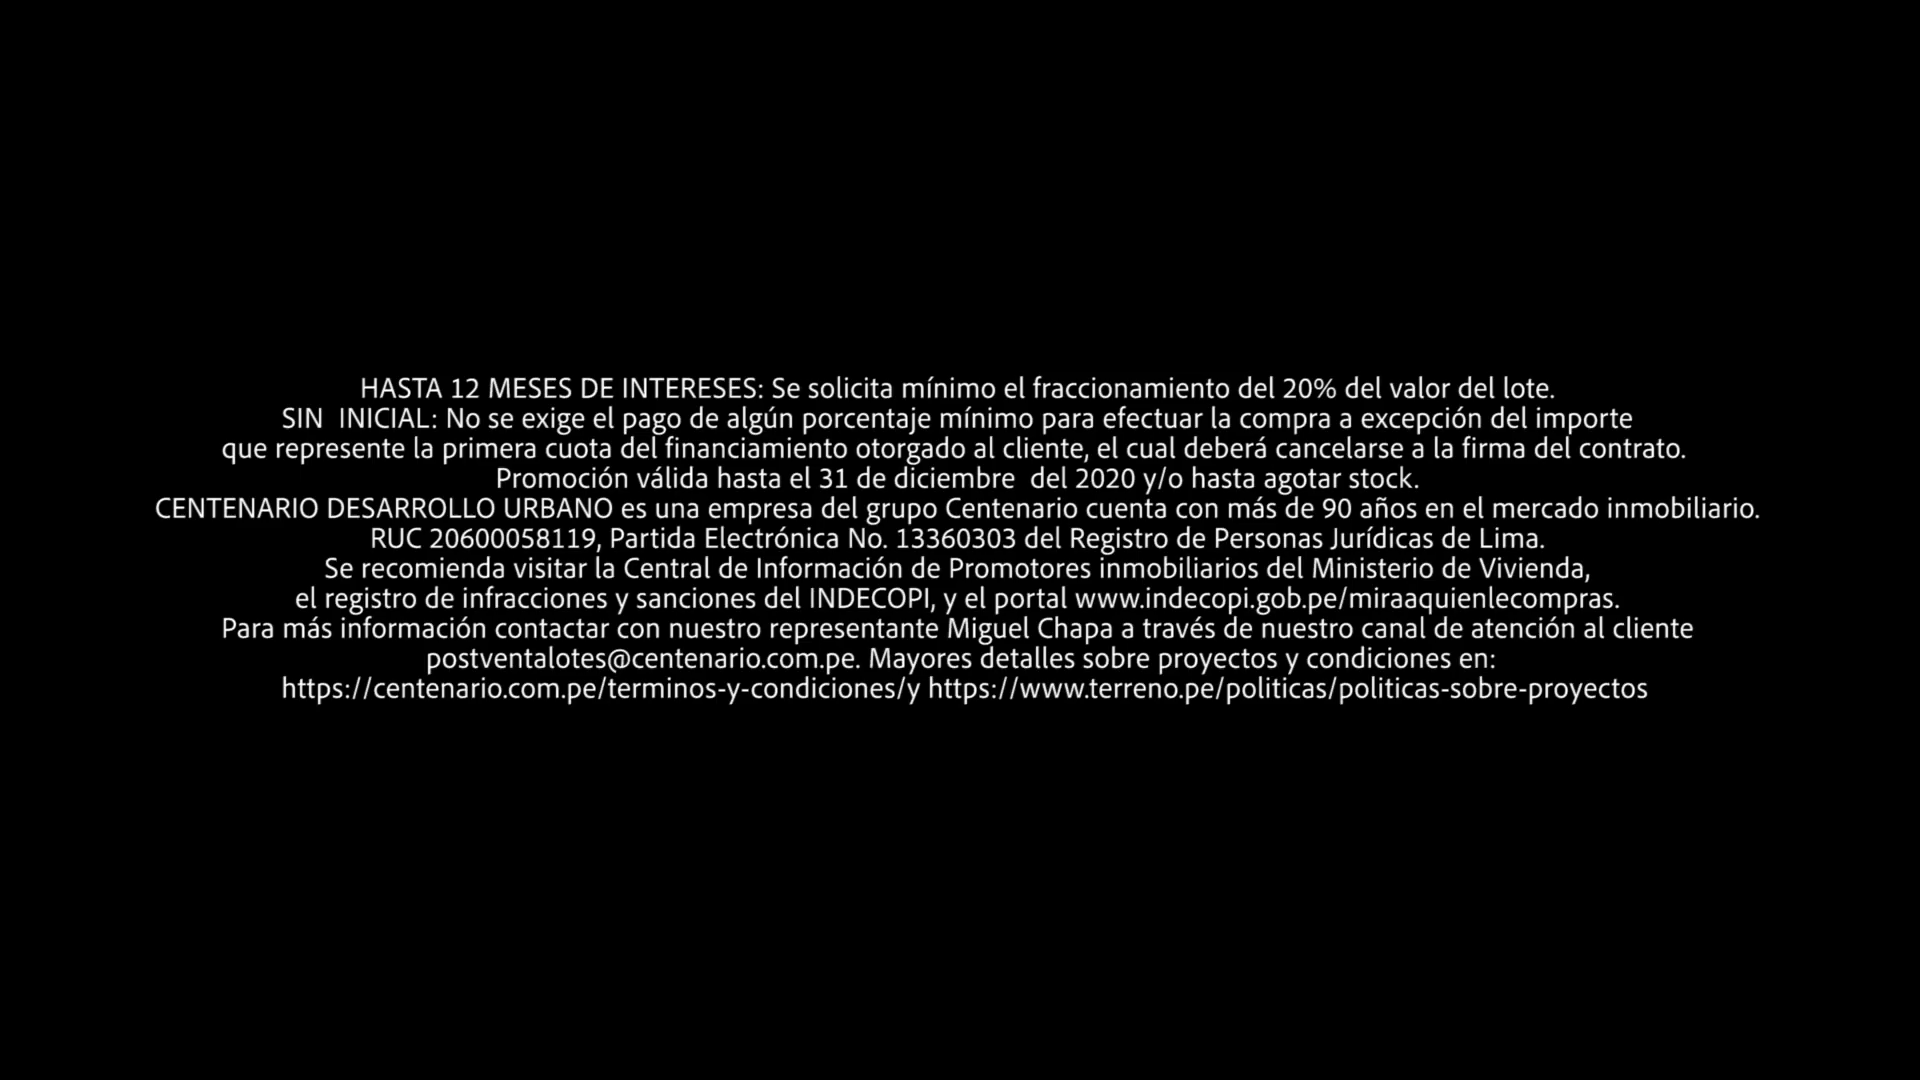 HASTA 12 MESES DE INTERESES: Se solicita mínimo el fraccionamiento del 20% del valor del lote.
SIN  INICIAL: No se exige el pago de algún porcentaje mínimo para efectuar la compra a excepción del importe
que represente la primera cuota del financiamiento otorgado al cliente, el cual deberá cancelarse a la firma del contrato.
Promoción válida hasta el 31 de diciembre  del 2020 y/o hasta agotar stock.
CENTENARIO DESARROLLO URBANO es una empresa del grupo Centenario cuenta con más de 90 años en el mercado inmobiliario.
RUC 20600058119, Partida Electrónica No. 13360303 del Registro de Personas Jurídicas de Lima.
Se recomienda visitar la Central de Información de Promotores inmobiliarios del Ministerio de Vivienda,
el registro de infracciones y sanciones del INDECOPI, y el portal www.indecopi.gob.pe/miraaquienlecompras.
Para más información contactar con nuestro representante Miguel Chapa a través de nuestro canal de atención al cliente
postventalotes@centenario.com.pe. Mayores detalles sobre proyectos y condiciones en:
https://centenario.com.pe/terminos-y-condiciones/y https://www.terreno.pe/politicas/politicas-sobre-proyectos